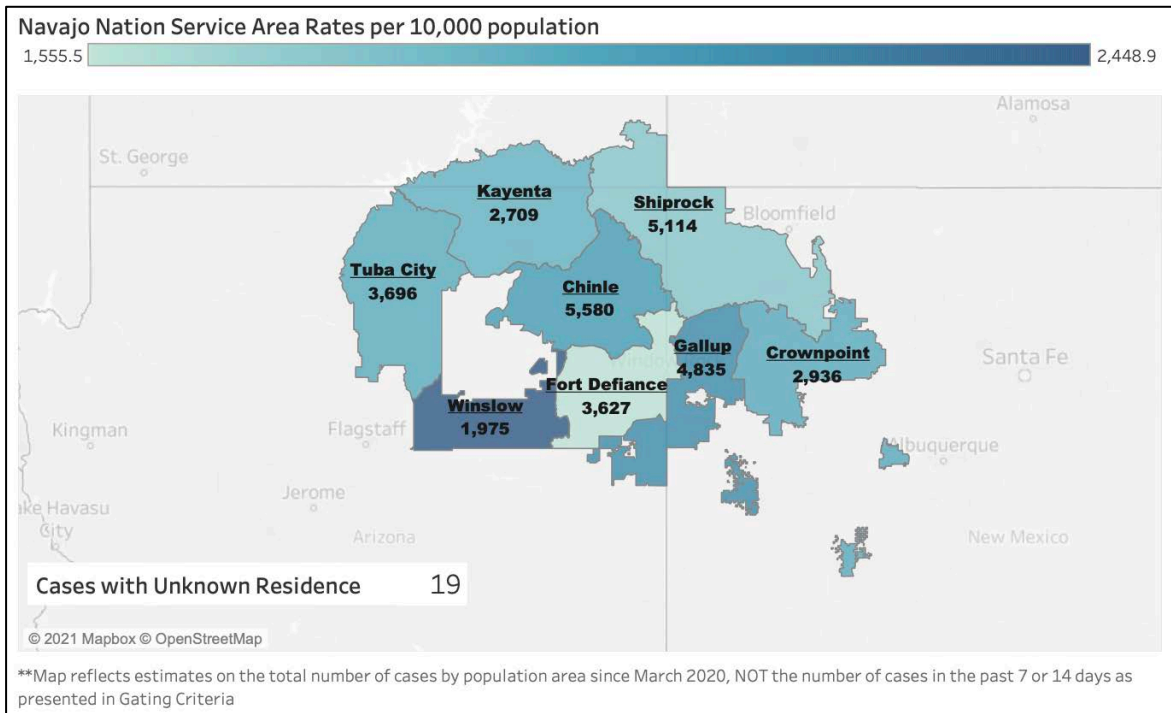 Navajo Nation Service Area Rates per 10,000 population
1,555.5
2,448.9
Alamosa
St. George
Kayenta
2,709
Shiprock
5,114
Bloomfield
Tuba City
3,696
Chinle
5,580
Gallup
4,835
Crownpoint
2,936
Santa Fe
Fort Defiance
3,627
Winslow
1,975
Kingman
Flagstaff
Albuquerque
Jerome
ake Havasu
City
Arizona
New Mexico
Cases with Unknown Residence 19
© 2021 Mapbox © OpenStreetMap
**Map reflects estimates on the total number of cases by population area since March 2020, NOT the number of cases in the past 7 or 14 days as
presented in Gating Criteria